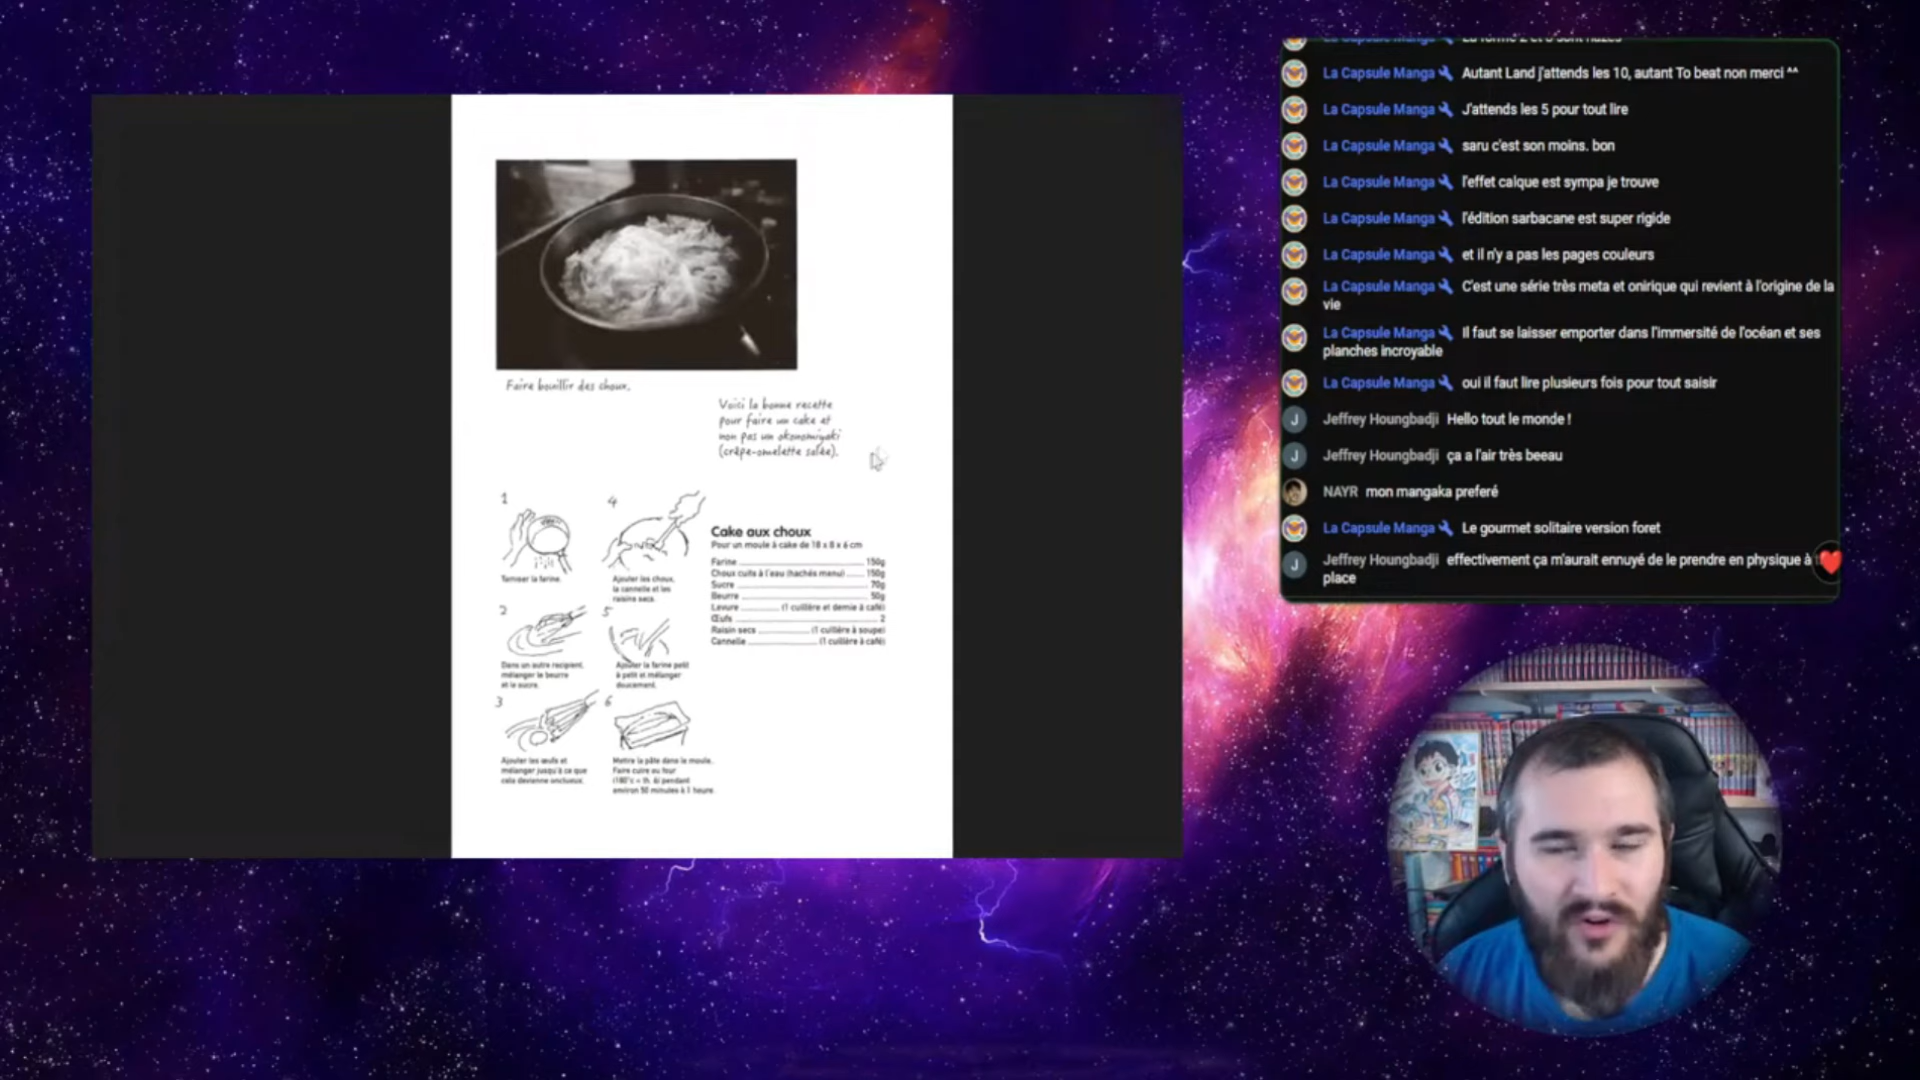 Faire bouillir des choux.
Voici la bonne recette
pour faire un cake et
non pas un okonomiyaki
(crêpe-omelette salée).
1
Tamiser la farine.
2
Dans un autre recipient,
mélanger le beurre
et le sucre.
3
Ajouter les œufs et
mélanger jusqu'à ce que
cela devienne onctueux.
4
Ajouter les choux,
la cannelle et les
raisins secs.
5
Ajouter la farine petit
à petit et mélanger
doucement.
6
Mettre la pâte dans le moule.
Faire cuire au four
(180°c = th. 6) pendant
environ 50 minutes à 1 heure.
Cake aux choux
Pour un moule à cake de 18 x 8 x 6 cm
Farine 150g
Choux cuits à l'eau (hachés menu) 150g
Sucre 70g
Beurre 50g
Levure (1 cuillère et demie à café)
Œufs 2
Raisin secs (1 cuillère à soupe)
Cannelle (1 cuillère à café)
La Capsule Manga
La Capsule Manga Autant Land j'attends les 10, autant To beat non merci ^^
La Capsule Manga J'attends les 5 pour tout lire
La Capsule Manga saru c'est son moins. bon
La Capsule Manga l'effet calque est sympa je trouve
La Capsule Manga l'édition sarbacane est super rigide
La Capsule Manga et il n'y a pas les pages couleurs
La Capsule Manga C'est une série très meta et onirique qui revient à l'origine de la
vie
La Capsule Manga Il faut se laisser emporter dans l'immersité de l'océan et ses
planches incroyable
La Capsule Manga oui il faut lire plusieurs fois pour tout saisir
J Jeffrey Houngbadji Hello tout le monde !
J Jeffrey Houngbadji ça a l'air très beeau
NAYR mon mangaka preferé
La Capsule Manga Le gourmet solitaire version foret
J Jeffrey Houngbadji effectivement ça m'aurait ennuyé de le prendre en physique à
place